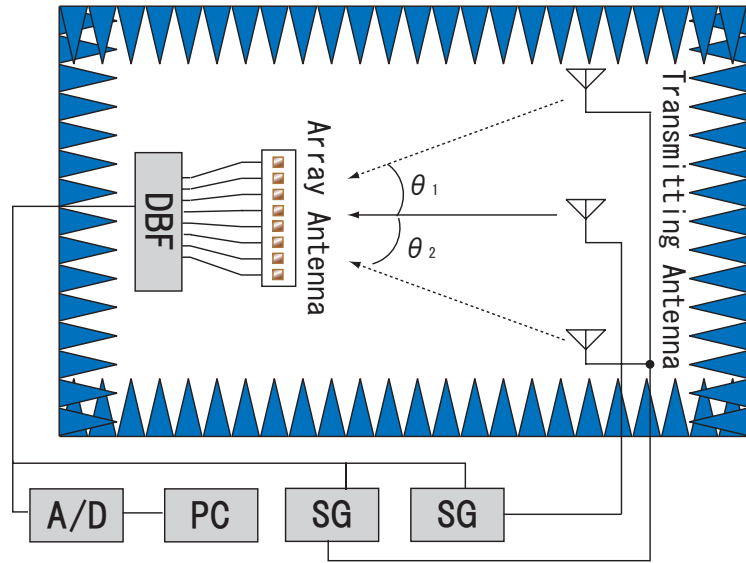 Transmitting Antenna
Array Antenna
DBF
θ1
θ2
A/D
PC
SG
SG